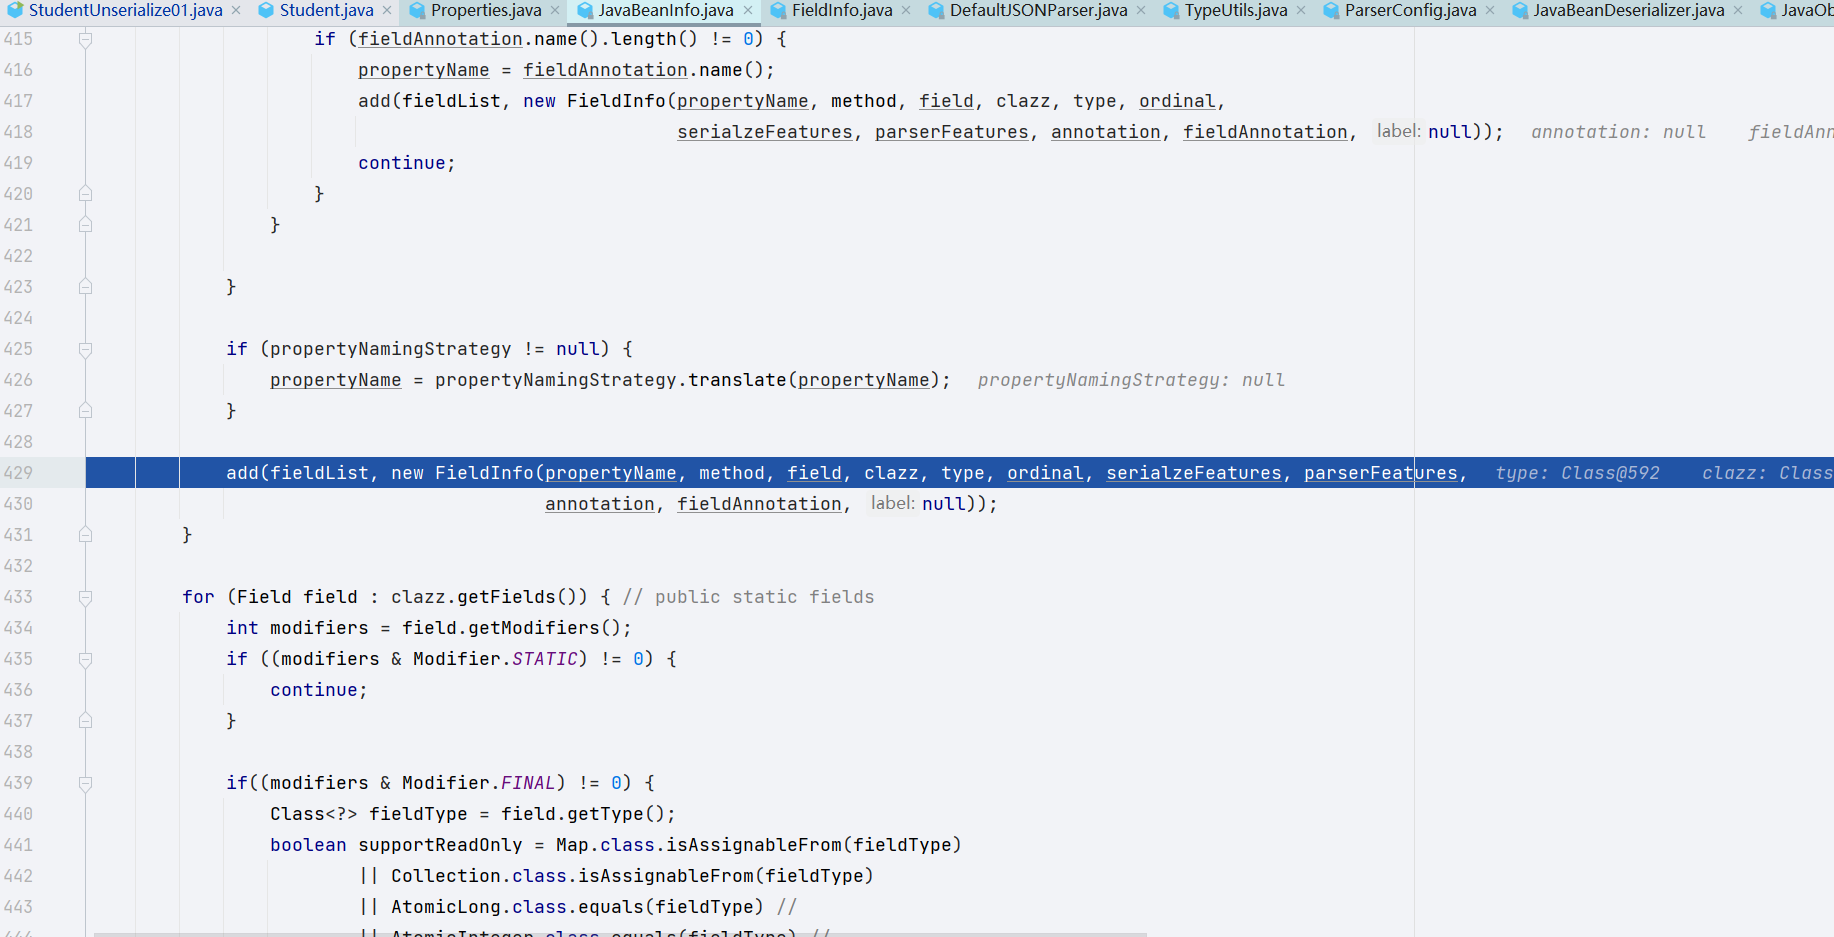 StudentUnserialize01.java × Student.java × Properties.java × JavaBeanInfo.java × FieldInfo.java × DefaultJSONParser.java × TypeUtils.java × ParserConfig.java × JavaBeanDeserializer.java × JavaOb
415 if (fieldAnnotation.name().length() != 0) {
416 propertyName = fieldAnnotation.name();
417 add(fieldList, new FieldInfo(propertyName, method, field, clazz, type, ordinal,
418 serialzeFeatures, parserFeatures, annotation, fieldAnnotation, label: null)); annotation: null fieldAnn
419 continue;
420 }
421 }
422
423 }
424
425 if (propertyNamingStrategy != null) {
426 propertyName = propertyNamingStrategy.translate(propertyName); propertyNamingStrategy: null
427 }
428
429 add(fieldList, new FieldInfo(propertyName, method, field, clazz, type, ordinal, serialzeFeatures, parserFeatures, type: Class@592 clazz: Class
430 annotation, fieldAnnotation, label: null));
431 }
432
433 for (Field field : clazz.getFields()) { // public static fields
434 int modifiers = field.getModifiers();
435 if ((modifiers & Modifier.STATIC) != 0) {
436 continue;
437 }
438
439 if((modifiers & Modifier.FINAL) != 0) {
440 Class<?> fieldType = field.getType();
441 boolean supportReadOnly = Map.class.isAssignableFrom(fieldType)
442 || Collection.class.isAssignableFrom(fieldType)
443 || AtomicLong.class.equals(fieldType) //
444 || AtomicInteger.class.equals(fieldType) //